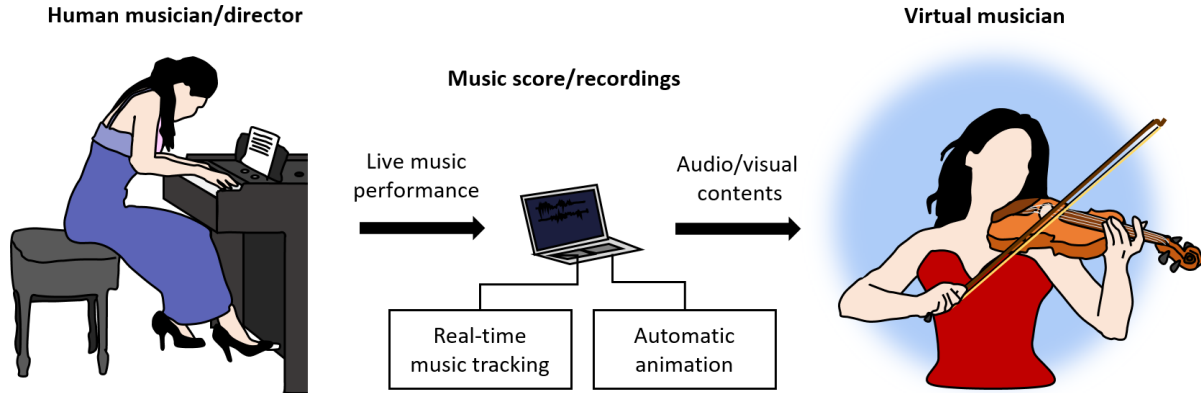 Human musician/director
Virtual musician
Music score/recordings
Live music
performance
Audio/visual
contents
Real-time
music tracking
Automatic
animation